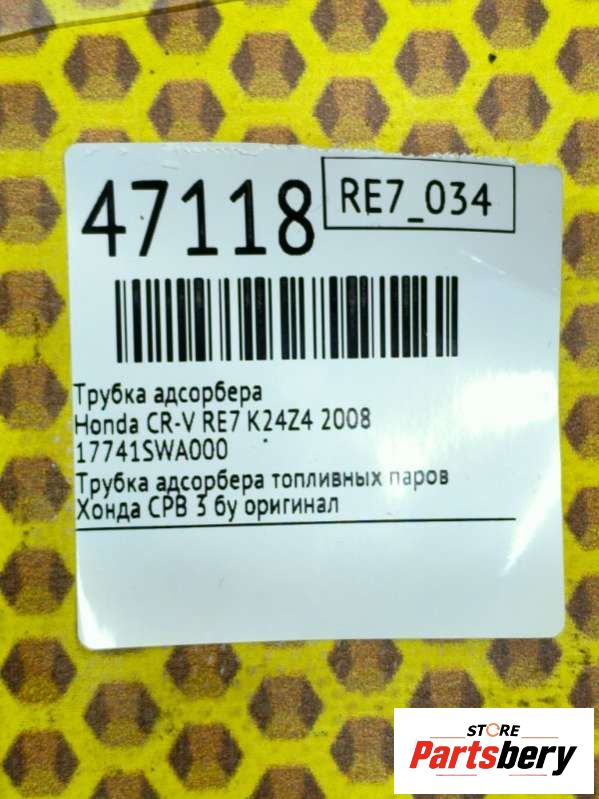 47118
RE7_034
Трубка адсорбера
Honda CR-V RE7 K24Z4 2008
17741SWA000
Трубка адсорбера топливных паров
Хонда СРВ 3 бу оригинал
STORE
Partsbery